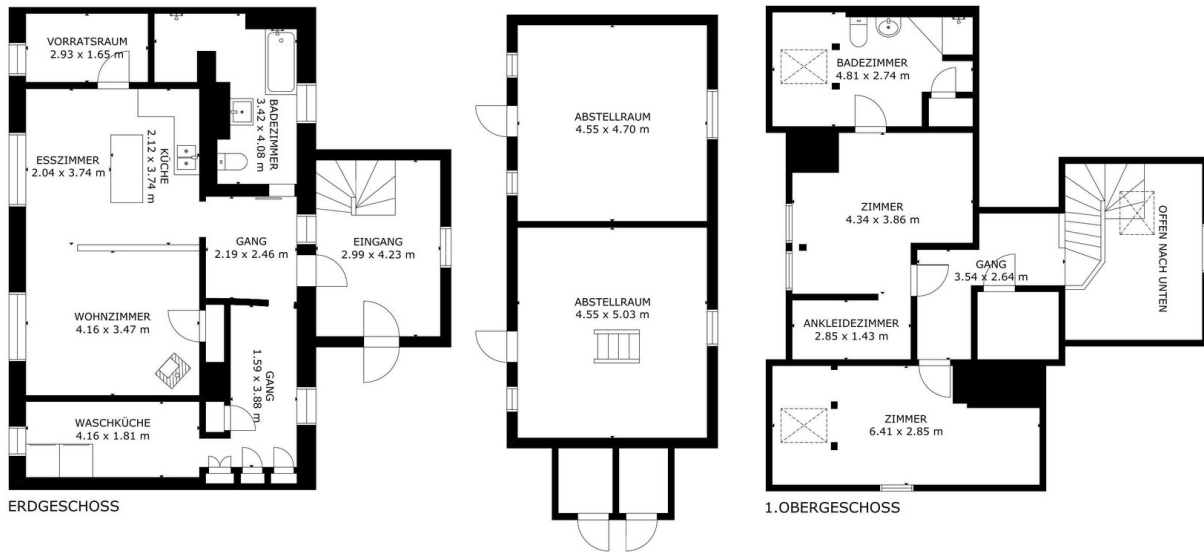 VORRATSRAUM
2.93 x 1.65 m
ESSZIMMER
2.04 x 3.74 m
KÜCHE
2.12 x 3.74 m
BADEZIMMER
3.42 x 4.08 m
GANG
2.19 x 2.46 m
EINGANG
2.99 x 4.23 m
WOHNZIMMER
4.16 x 3.47 m
GANG
1.59 x 3.88 m
WASCHKÜCHE
4.16 x 1.81 m
ERDGESCHOSS
ABSTELLRAUM
4.55 x 4.70 m
ABSTELLRAUM
4.55 x 5.03 m
BADEZIMMER
4.81 x 2.74 m
ZIMMER
4.34 x 3.86 m
GANG
3.54 x 2.64 m
OFFEN NACH UNTEN
ANKLEIDEZIMMER
2.85 x 1.43 m
ZIMMER
6.41 x 2.85 m
1.OBERGESCHOSS